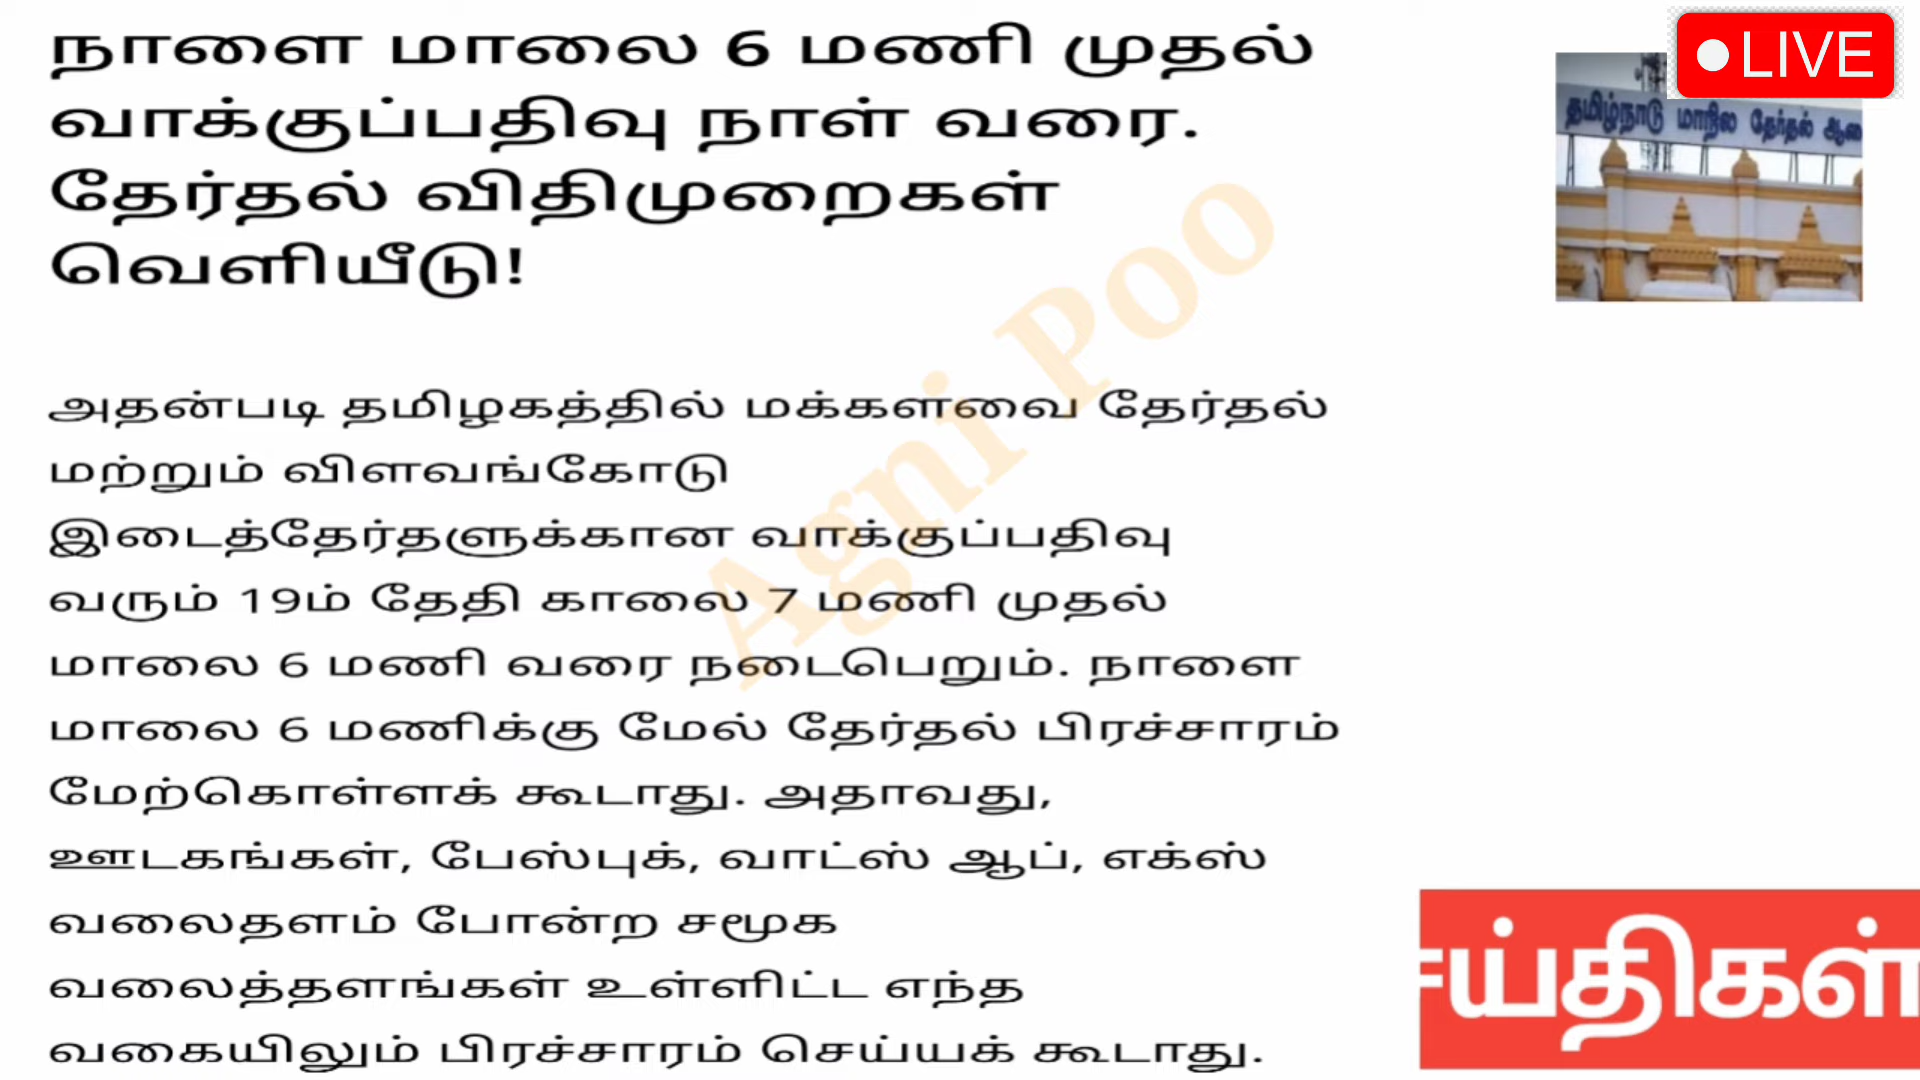 நாளை மாலை 6 மணி முதல்
வாக்குப்பதிவு நாள் வரை.
தேர்தல் விதிமுறைகள்
வெளியீடு!
LIVE
தமிழ்நாடு மாநில தேர்தல்
அதன்படி தமிழகத்தில் மக்களவை தேர்தல்
மற்றும் விளவங்கோடு
இடைத்தேர்தளுக்கான வாக்குப்பதிவு
வரும் 19ம் தேதி காலை 7 மணி முதல்
மாலை 6 மணி வரை நடைபெறும். நாளை
மாலை 6 மணிக்கு மேல் தேர்தல் பிரச்சாரம்
மேற்கொள்ளக் கூடாது. அதாவது,
ஊடகங்கள், பேஸ்புக், வாட்ஸ் ஆப், எக்ஸ்
வலைதளம் போன்ற சமூக
வலைத்தளங்கள் உள்ளிட்ட எந்த
வகையிலும் பிரச்சாரம் செய்யக் கூடாது.
Agni Poo
ய்திகள்